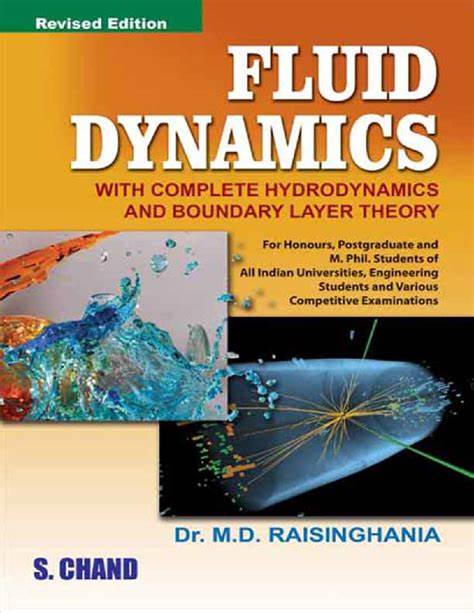 Revised Edition
FLUID
DYNAMICS
WITH COMPLETE HYDRODYNAMICS
AND BOUNDARY LAYER THEORY
For Honours, Postgraduate and
M. Phil. Students of
All Indian Universities, Engineering
Students and Various
Competitive Examinations
Dr. M.D. RAISINGHANIA
S. CHAND